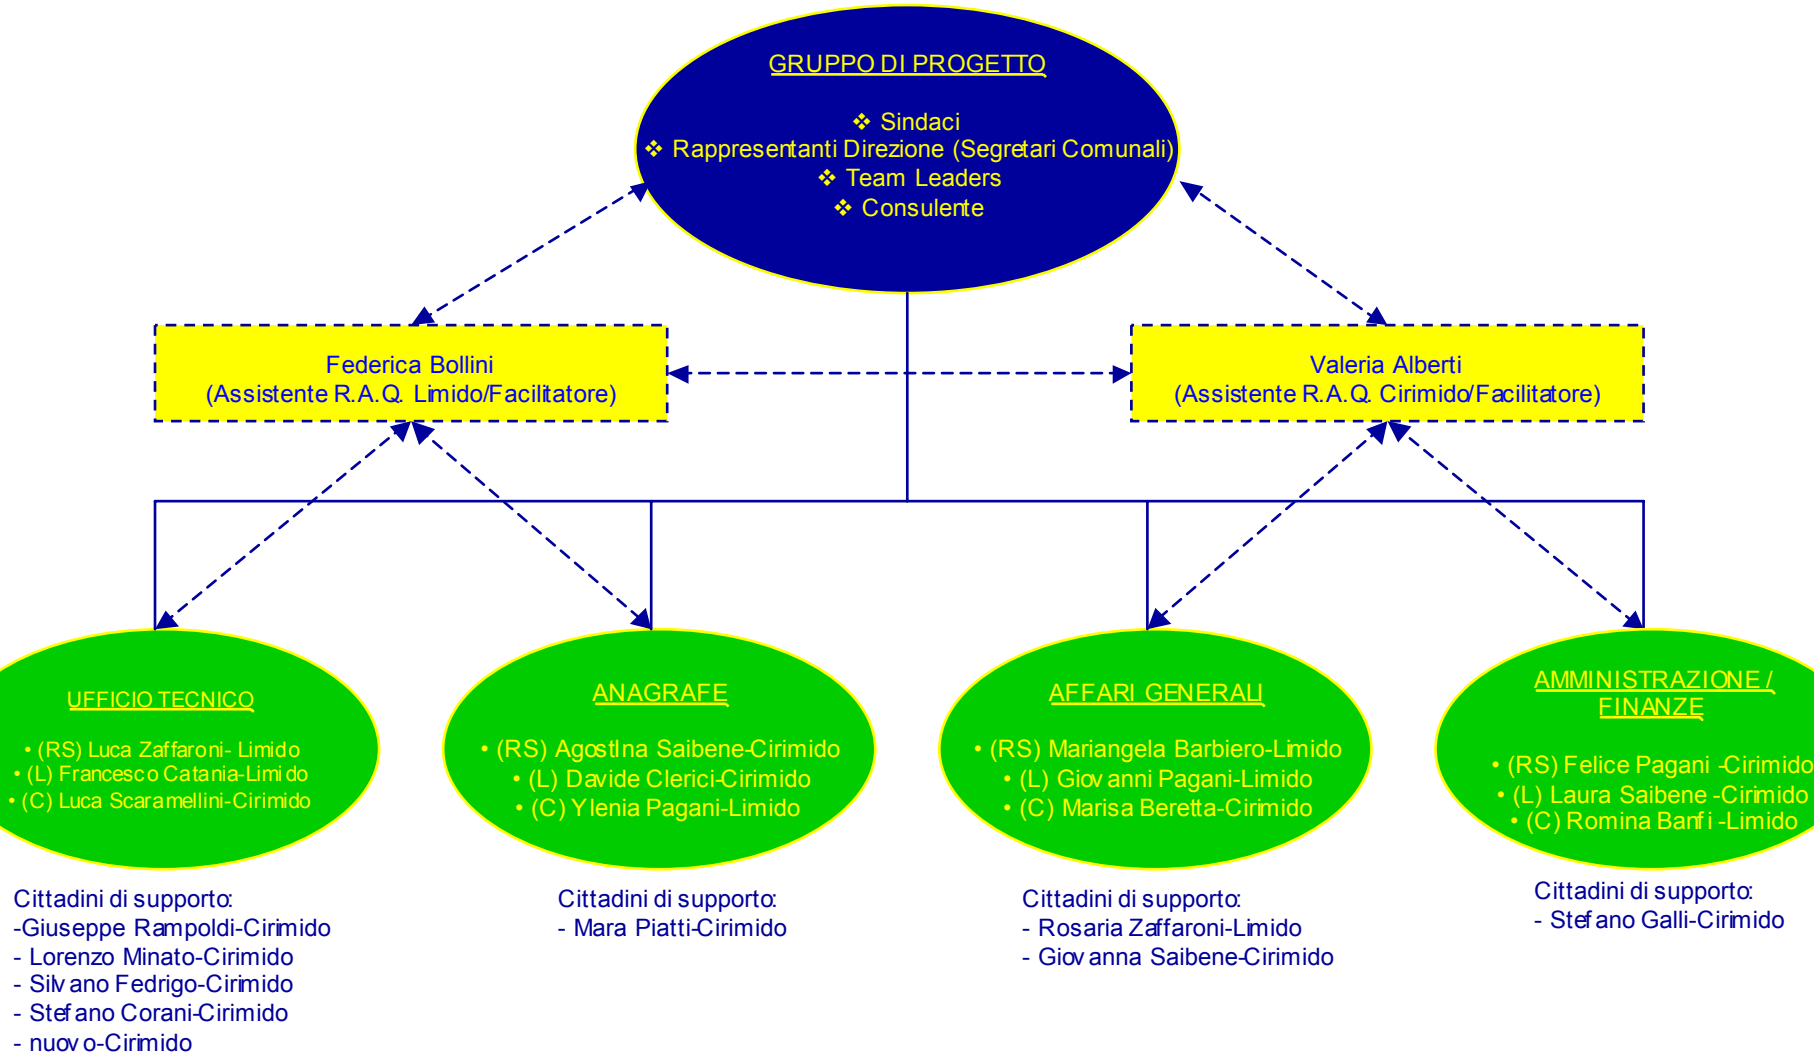 GRUPPO DI PROGETTO
❖ Sindaci
❖ Rappresentanti Direzione (Segretari Comunali)
❖ Team Leaders
❖ Consulente
Federica Bollini
(Assistente R.A.Q. Limido/Facilitatore)
Valeria Alberti
(Assistente R.A.Q. Cirimido/Facilitatore)
UFFICIO TECNICO
• (RS) Luca Zaffaroni- Limido
• (L) Francesco Catania-Limido
• (C) Luca Scaramellini-Cirimido
ANAGRAFE
• (RS) AgostIna Saibene-Cirimido
• (L) Davide Clerici-Cirimido
• (C) Ylenia Pagani-Limido
AFFARI GENERALI
• (RS) Mariangela Barbiero-Limido
• (L) Giovanni Pagani-Limido
• (C) Marisa Beretta-Cirimido
AMMINISTRAZIONE /
FINANZE
• (RS) Felice Pagani -Cirimido
• (L) Laura Saibene -Cirimido
• (C) Romina Banfi -Limido
Cittadini di supporto:
-Giuseppe Rampoldi-Cirimido
- Lorenzo Minato-Cirimido
- Silvano Fedrigo-Cirimido
- Stefano Corani-Cirimido
- nuovo-Cirimido
Cittadini di supporto:
- Mara Piatti-Cirimido
Cittadini di supporto:
- Rosaria Zaffaroni-Limido
- Giovanna Saibene-Cirimido
Cittadini di supporto:
- Stefano Galli-Cirimido